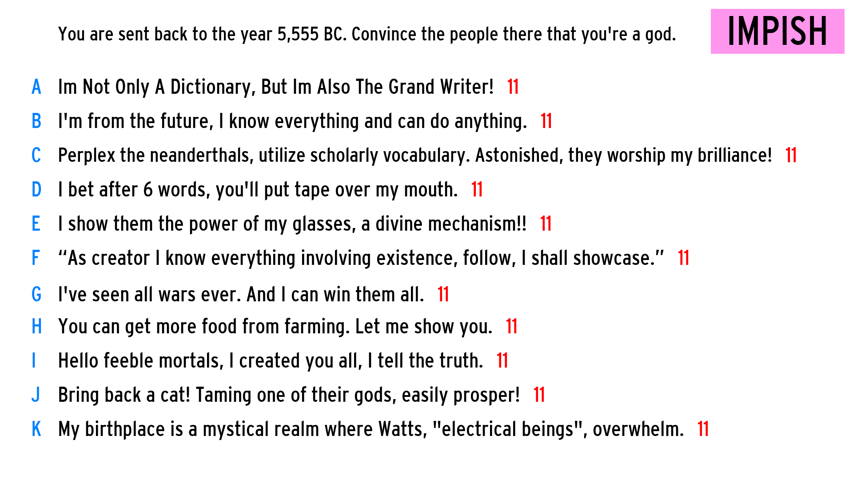 You are sent back to the year 5,555 BC. Convince the people there that you're a god.
IMPISH
A Im Not Only A Dictionary, But Im Also The Grand Writer! 11
B I'm from the future, I know everything and can do anything. 11
C Perplex the neanderthals, utilize scholarly vocabulary. Astonished, they worship my brilliance! 11
D I bet after 6 words, you'll put tape over my mouth. 11
E I show them the power of my glasses, a divine mechanism!! 11
F “As creator I know everything involving existence, follow, I shall showcase.” 11
G I've seen all wars ever. And I can win them all. 11
H You can get more food from farming. Let me show you. 11
I Hello feeble mortals, I created you all, I tell the truth. 11
J Bring back a cat! Taming one of their gods, easily prosper! 11
K My birthplace is a mystical realm where Watts, "electrical beings", overwhelm. 11